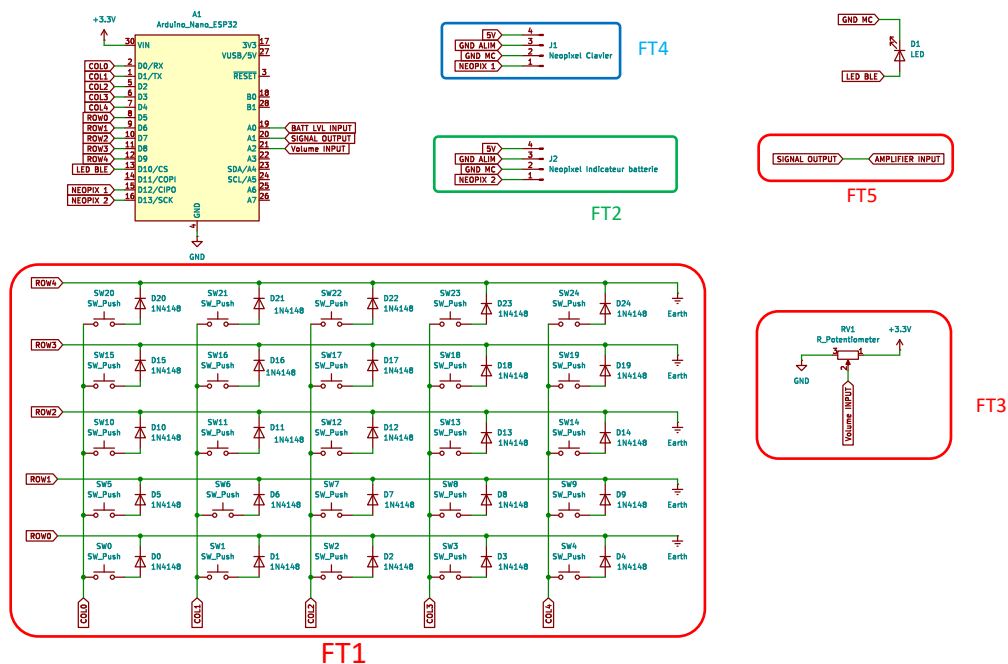 A1
Arduino_Nano_ESP32
+3.3V
30 VIN
3V3 17
VUSB/5V 27
COL0 2 D0/RX
COL1 1 D1/TX
RESET 3
COL2 5 D2
COL3 6 D3
B0 18
COL4 7 D4
B1 28
ROW0 8 D5
ROW1 9 D6
A0 19 BATT LVL INPUT
ROW2 10 D7
A1 20 SIGNAL OUTPUT
ROW3 11 D8
A2 21 Volume INPUT
ROW4 12 D9
A3 22
LED BLE 13 D10/CS
SDA/A4 23
14 D11/COPI
SCL/A5 24
NEOPIX 1 15 D12/CIPO
A6 25
NEOPIX 2 16 D13/SCK
A7 26
GND
4
GND
5V 4
GND ALIM 3
GND MC 2
NEOPIX 1 1
J1
Neopixel Clavier
FT4
5V 4
GND ALIM 3
GND MC 2
NEOPIX 2 1
J2
Neopixel Indicateur batterie
FT2
GND MC
D1
LED
LED BLE
SIGNAL OUTPUT AMPLIFIER INPUT
FT5
RV1
R_Potentiometer
+3.3V
3 1
2
GND
Volume INPUT
FT3
ROW4
SW20 SW21 SW22 SW23 SW24
SW_Push SW_Push SW_Push SW_Push SW_Push
D20 D21 D22 D23 D24
1N4148 1N4148 1N4148 1N4148 1N4148
Earth
ROW3
SW15 SW16 SW17 SW18 SW19
SW_Push SW_Push SW_Push SW_Push SW_Push
D15 D16 D17 D18 D19
1N4148 1N4148 1N4148 1N4148 1N4148
Earth
ROW2
SW10 SW11 SW12 SW13 SW14
SW_Push SW_Push SW_Push SW_Push SW_Push
D10 D11 D12 D13 D14
1N4148 1N4148 1N4148 1N4148 1N4148
Earth
ROW1
SW5 SW6 SW7 SW8 SW9
SW_Push SW_Push SW_Push SW_Push SW_Push
D5 D6 D7 D8 D9
1N4148 1N4148 1N4148 1N4148 1N4148
Earth
ROW0
SW0 SW1 SW2 SW3 SW4
SW_Push SW_Push SW_Push SW_Push SW_Push
D0 D1 D2 D3 D4
1N4148 1N4148 1N4148 1N4148 1N4148
Earth
COL0 COL1 COL2 COL3 COL4
FT1